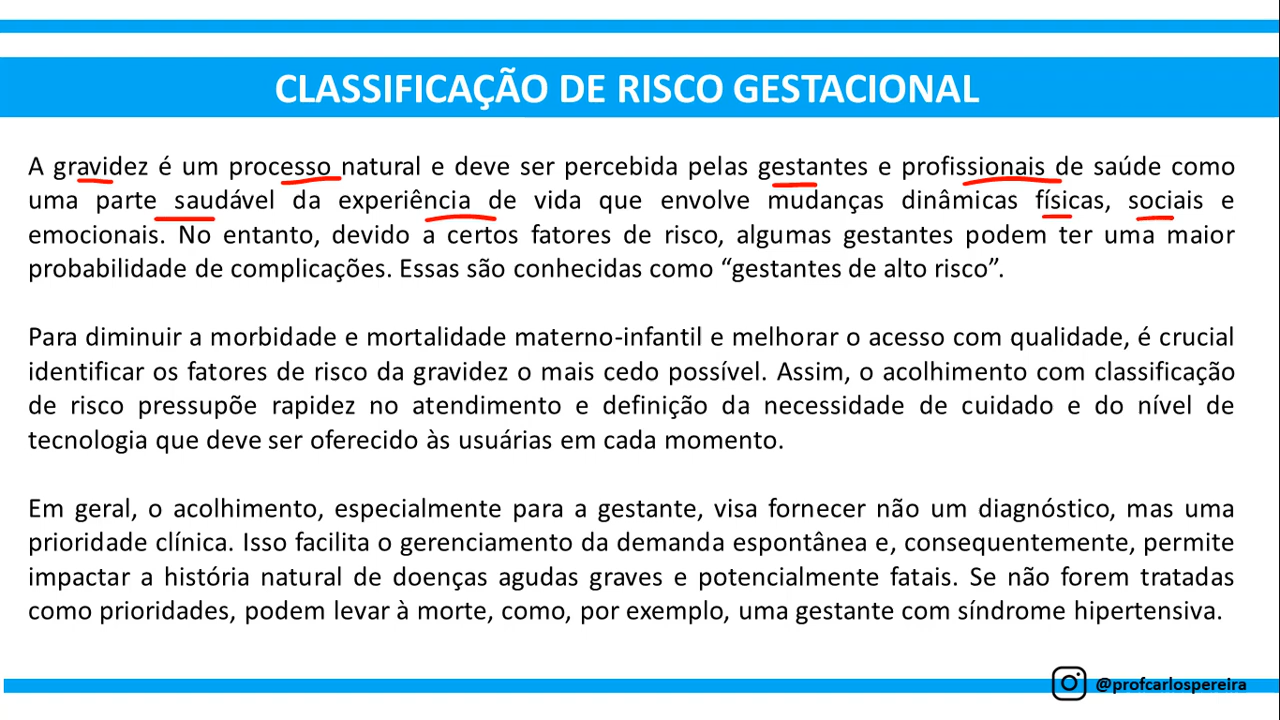 CLASSIFICAÇÃO DE RISCO GESTACIONAL
A gravidez é um processo natural e deve ser percebida pelas gestantes e profissionais de saúde como
uma parte saudável da experiência de vida que envolve mudanças dinâmicas físicas, sociais e
emocionais. No entanto, devido a certos fatores de risco, algumas gestantes podem ter uma maior
probabilidade de complicações. Essas são conhecidas como “gestantes de alto risco”.
Para diminuir a morbidade e mortalidade materno-infantil e melhorar o acesso com qualidade, é crucial
identificar os fatores de risco da gravidez o mais cedo possível. Assim, o acolhimento com classificação
de risco pressupõe rapidez no atendimento e definição da necessidade de cuidado e do nível de
tecnologia que deve ser oferecido às usuárias em cada momento.
Em geral, o acolhimento, especialmente para a gestante, visa fornecer não um diagnóstico, mas uma
prioridade clínica. Isso facilita o gerenciamento da demanda espontânea e, consequentemente, permite
impactar a história natural de doenças agudas graves e potencialmente fatais. Se não forem tratadas
como prioridades, podem levar à morte, como, por exemplo, uma gestante com síndrome hipertensiva.
@profcarlospereira